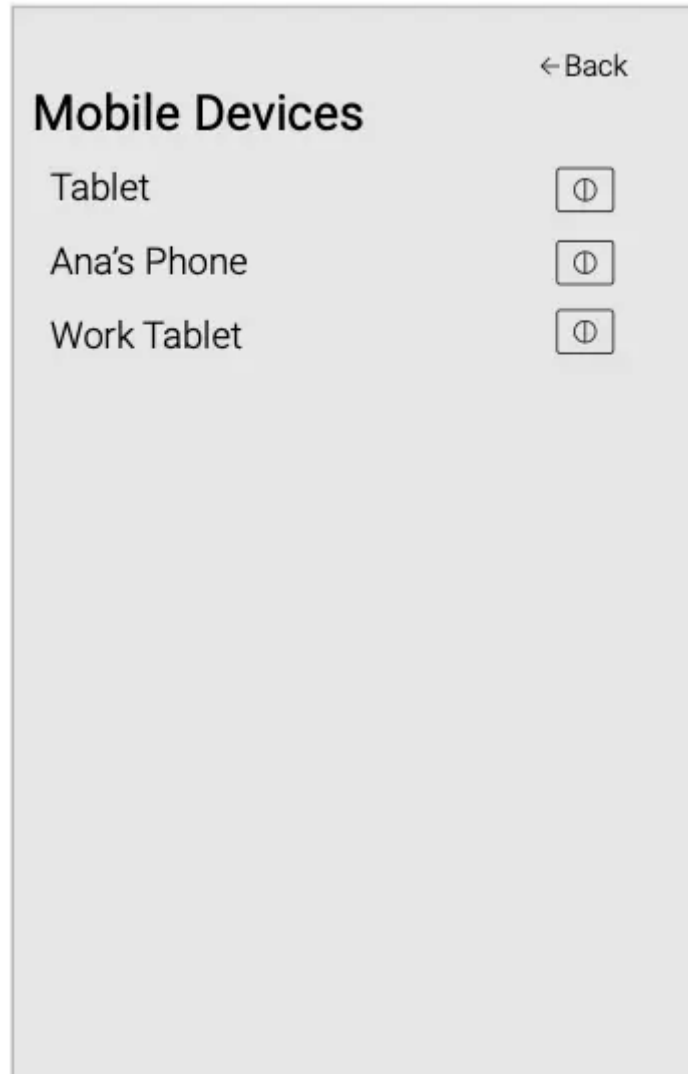 ←Back
Mobile Devices
Tablet
Ana’s Phone
Work Tablet